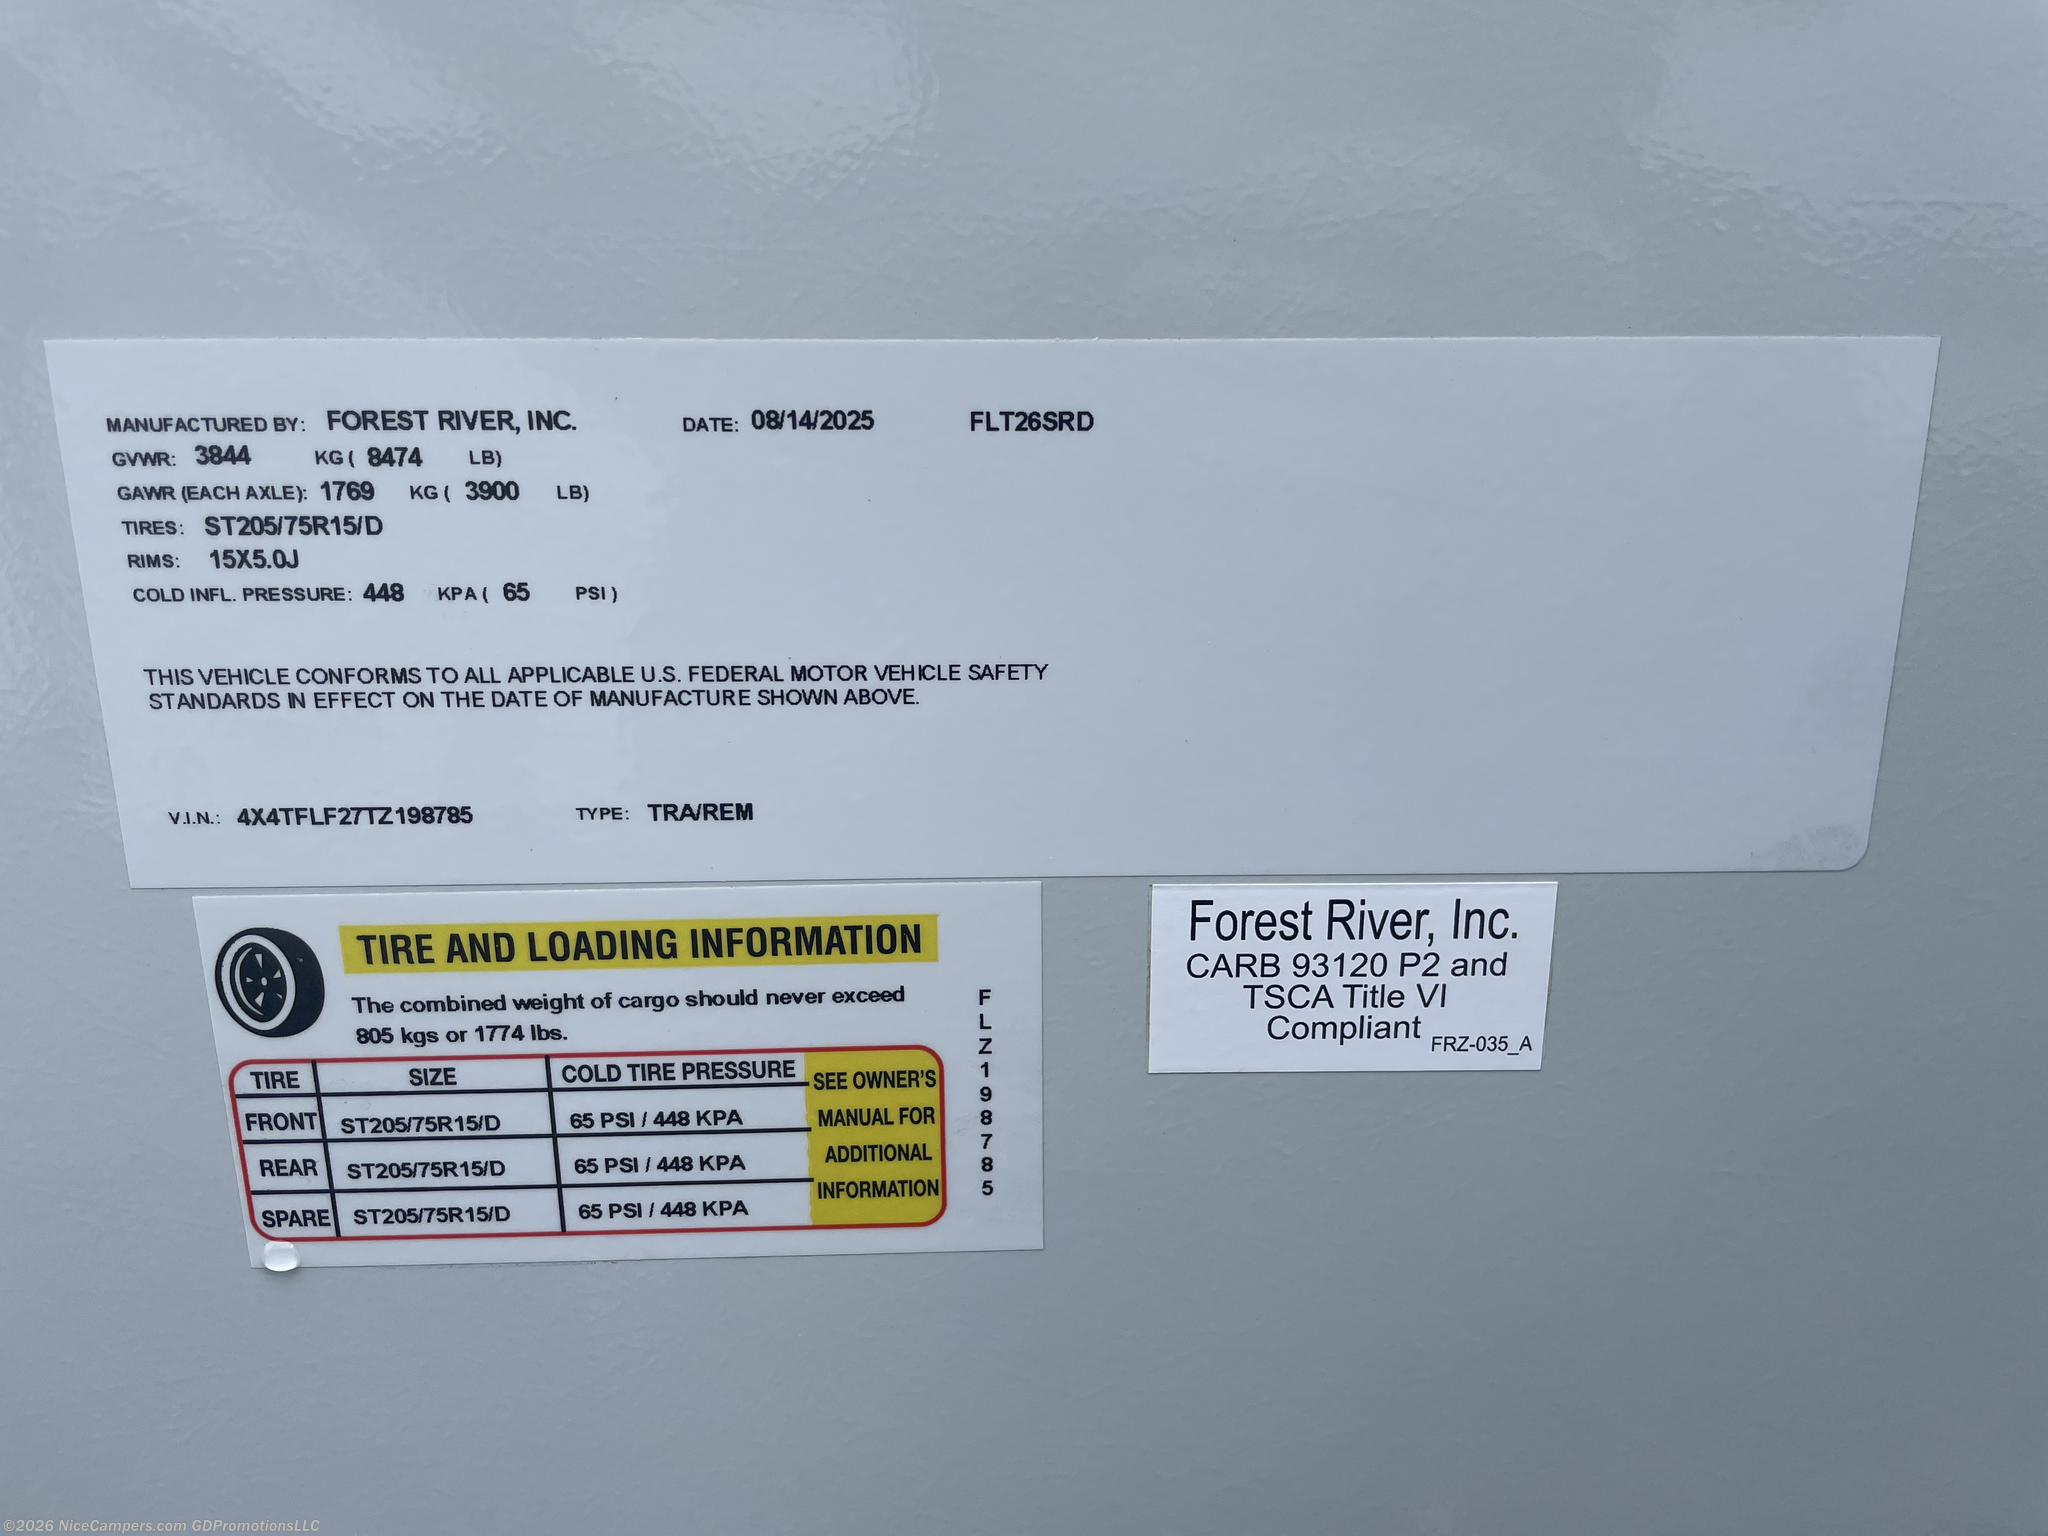 MANUFACTURED BY: FOREST RIVER, INC. DATE: 08/14/2025 FLT26SRD
GVWR: 3844 KG ( 8474 LB)
GAWR (EACH AXLE): 1769 KG ( 3900 LB)
TIRES: ST205/75R15/D
RIMS: 15X5.0J
COLD INFL. PRESSURE: 448 KPA ( 65 PSI )
THIS VEHICLE CONFORMS TO ALL APPLICABLE U.S. FEDERAL MOTOR VEHICLE SAFETY
STANDARDS IN EFFECT ON THE DATE OF MANUFACTURE SHOWN ABOVE.
V.I.N.: 4X4TFLF27TZ198785 TYPE: TRA/REM
TIRE AND LOADING INFORMATION
The combined weight of cargo should never exceed
805 kgs or 1774 lbs.
TIRE SIZE COLD TIRE PRESSURE
FRONT ST205/75R15/D 65 PSI / 448 KPA
REAR ST205/75R15/D 65 PSI / 448 KPA
SPARE ST205/75R15/D 65 PSI / 448 KPA
SEE OWNER'S
MANUAL FOR
ADDITIONAL
INFORMATION
F
L
Z
1
9
8
7
8
5
Forest River, Inc.
CARB 93120 P2 and
TSCA Title VI
Compliant
FRZ-035_A
©2026 NiceCampers.com GDPromotionsLLC